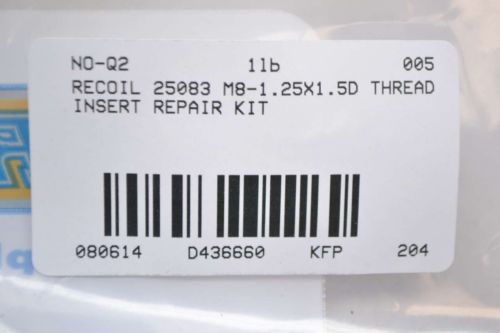 NO-Q2 1lb 005
RECOIL 25083 M8-1.25X1.5D THREAD
INSERT REPAIR KIT
080614 D436660 KFP 204